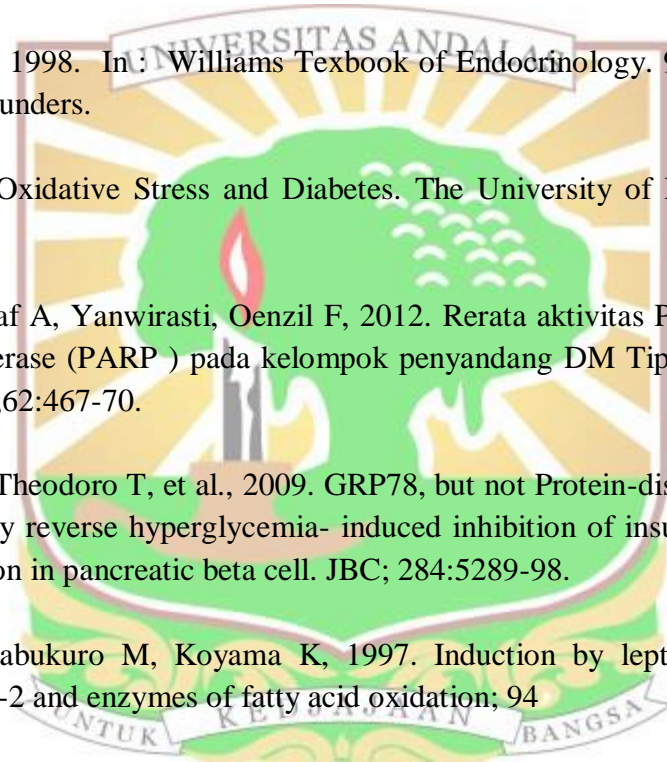 UNIVERSITAS ANDALAS
1998. In : Williams Texbook of Endocrinology. 9
unders.
Oxidative Stress and Diabetes. The University of
af A, Yanwirasti, Oenzil F, 2012. Rerata aktivitas P
erase (PARP ) pada kelompok penyandang DM Tip
,62:467-70.
Theodoro T, et al., 2009. GRP78, but not Protein-dis
y reverse hyperglycemia- induced inhibition of insu
on in pancreatic beta cell. JBC; 284:5289-98.
abukuro M, Koyama K, 1997. Induction by lept
-2 and enzymes of fatty acid oxidation; 94
UNTUK KEDJAJAAN BANGSA